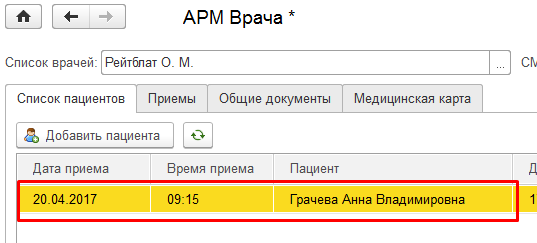 АРМ Врача *
Список врачей: Рейтблат О. М. ... СМ
Список пациентов Приемы Общие документы Медицинская карта
Добавить пациента
Дата приема Время приема Пациент Д
20.04.2017 09:15 Грачева Анна Владимировна 1